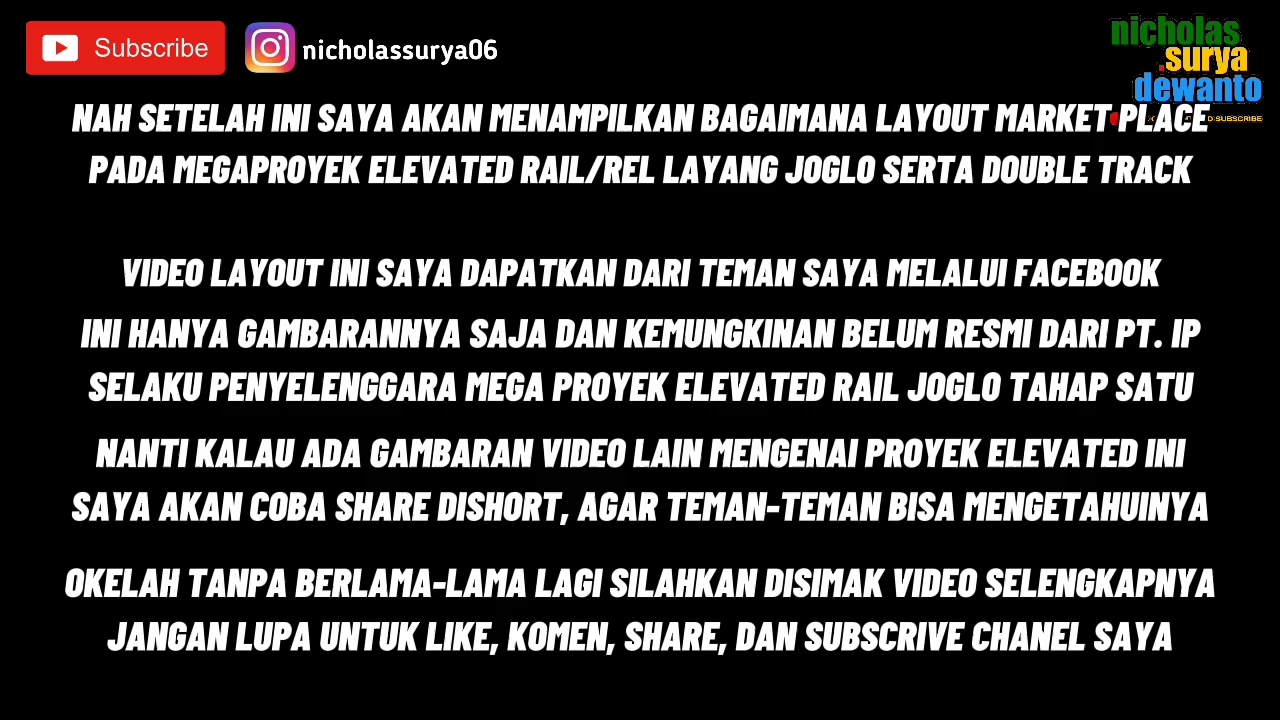 Subscribe
nicholassurya06
nicholas
surya
dewanto
NAH SETELAH INI SAYA AKAN MENAMPILKAN BAGAIMANA LAYOUT MARKET PLACE
PADA MEGAPROYEK ELEVATED RAIL/REL LAYANG JOGLO SERTA DOUBLE TRACK
VIDEO LAYOUT INI SAYA DAPATKAN DARI TEMAN SAYA MELALUI FACEBOOK
INI HANYA GAMBARANNYA SAJA DAN KEMUNGKINAN BELUM RESMI DARI PT. IP
SELAKU PENYELENGGARA MEGA PROYEK ELEVATED RAIL JOGLO TAHAP SATU
NANTI KALAU ADA GAMBARAN VIDEO LAIN MENGENAI PROYEK ELEVATED INI
SAYA AKAN COBA SHARE DISHORT, AGAR TEMAN-TEMAN BISA MENGETAHUINYA
OKELAH TANPA BERLAMA-LAMA LAGI SILAHKAN DISIMAK VIDEO SELENGKAPNYA
JANGAN LUPA UNTUK LIKE, KOMEN, SHARE, DAN SUBSCRIVE CHANEL SAYA